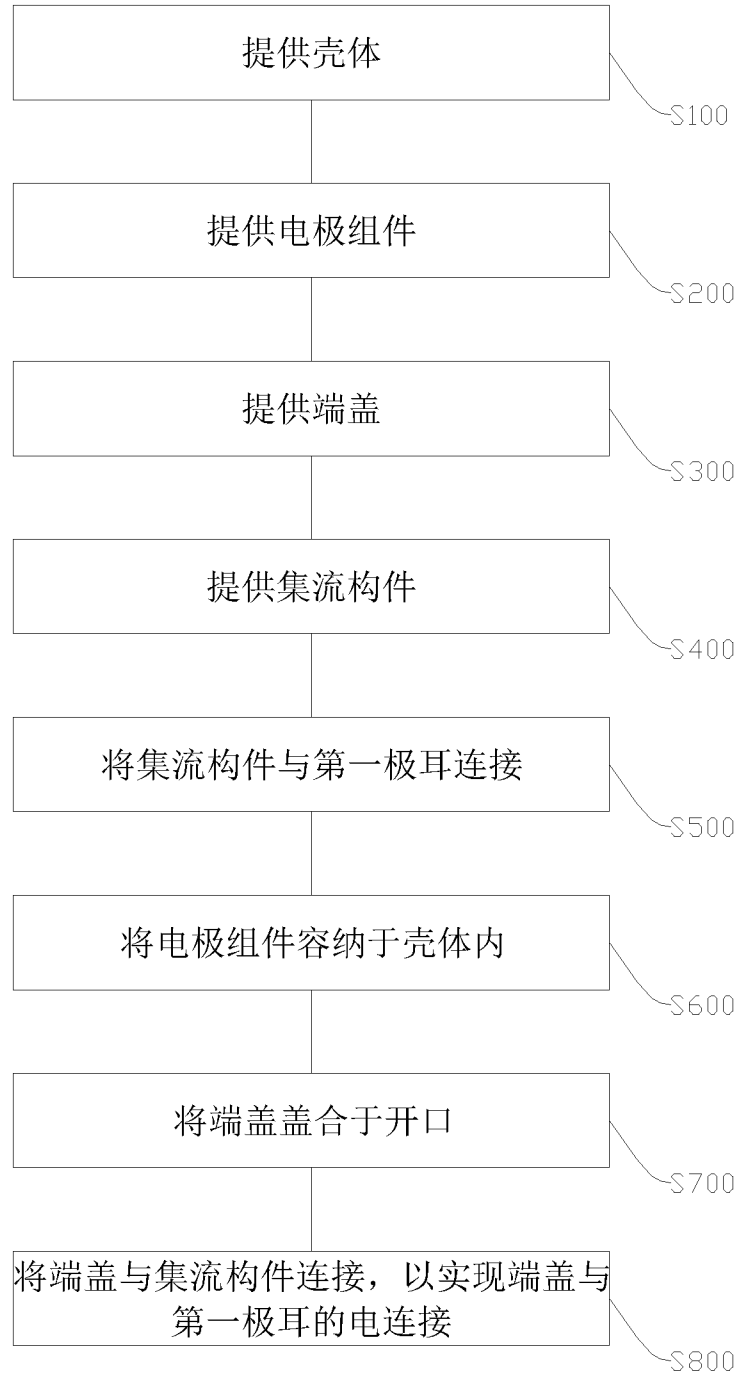 提供壳体
S100
提供电极组件
S200
提供端盖
S300
提供集流构件
S400
将集流构件与第一极耳连接
S500
将电极组件容纳于壳体内
S600
将端盖盖合于开口
S700
将端盖与集流构件连接，以实现端盖与
第一极耳的电连接
S800